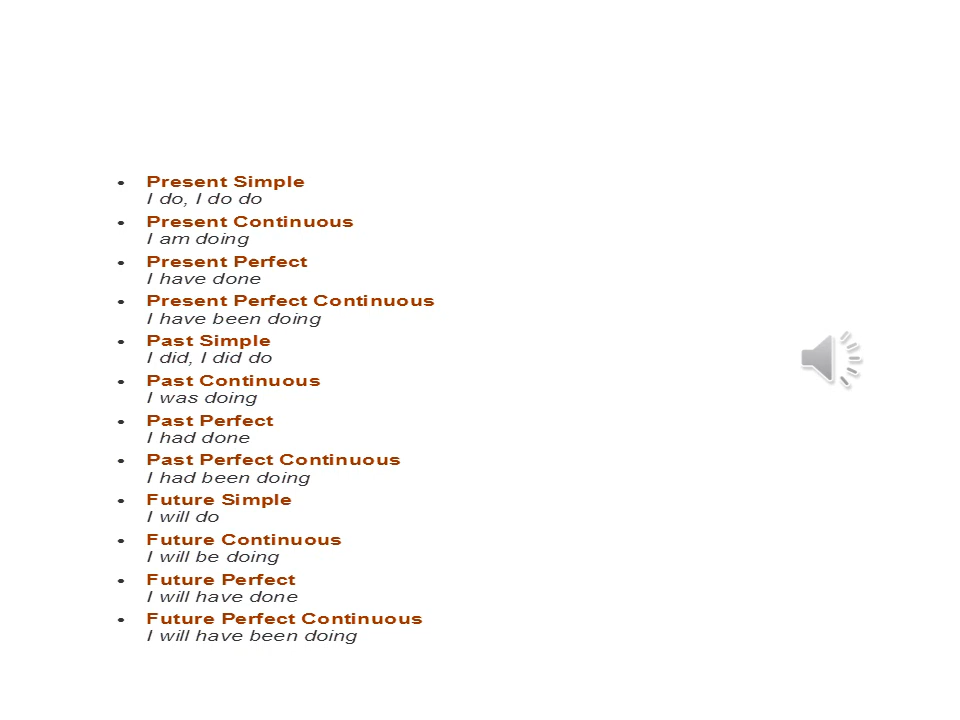 • Present Simple
I do, I do do
• Present Continuous
I am doing
• Present Perfect
I have done
• Present Perfect Continuous
I have been doing
• Past Simple
I did, I did do
• Past Continuous
I was doing
• Past Perfect
I had done
• Past Perfect Continuous
I had been doing
• Future Simple
I will do
• Future Continuous
I will be doing
• Future Perfect
I will have done
• Future Perfect Continuous
I will have been doing